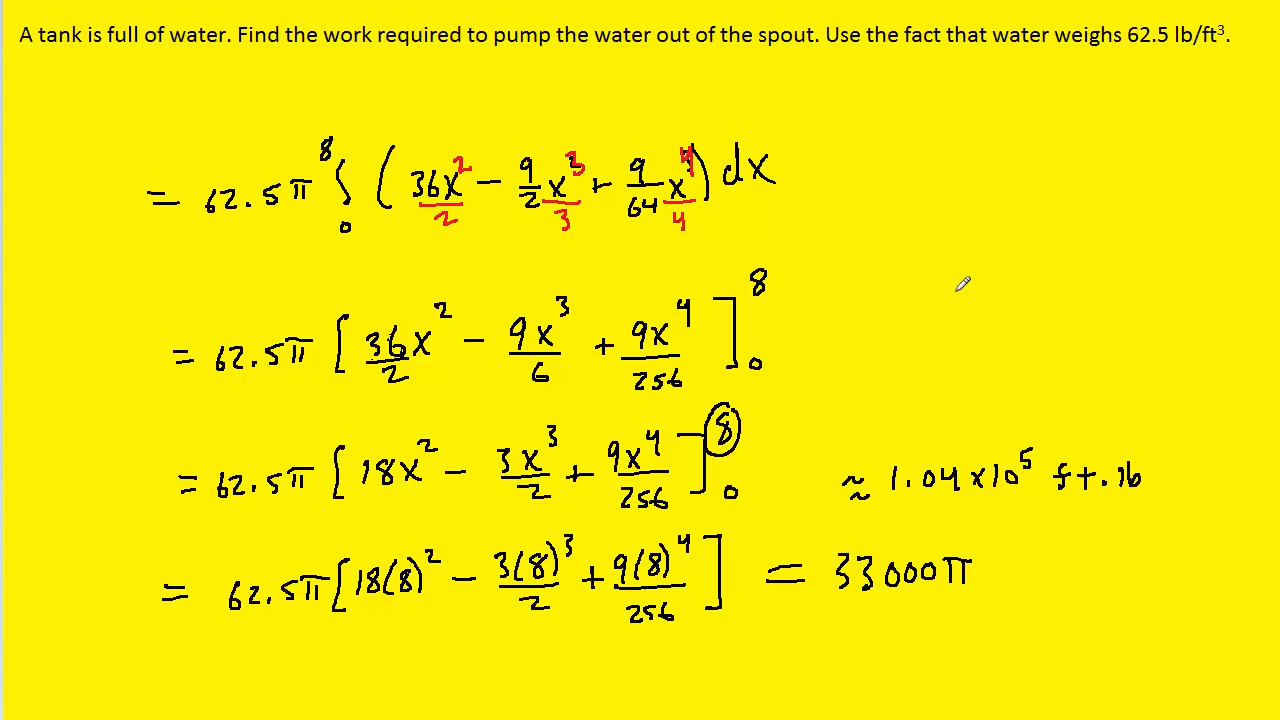 A tank is full of water. Find the work required to pump the water out of the spout. Use the fact that water weighs 62.5 lb/ft³.
= 62.5π ∫₀⁸ (36x²/2 - 9/2 x³/3 + 9/64 x⁴/4) dx
= 62.5π [36/2 x² - 9x³/6 + 9x⁴/256]₀⁸
= 62.5π [18x² - 3x³/2 + 9x⁴/256]₀⁸
≈ 1.04 x 10⁵ ft.lb
= 62.5π [18(8)² - 3(8)³/2 + 9(8)⁴/256] = 33000π